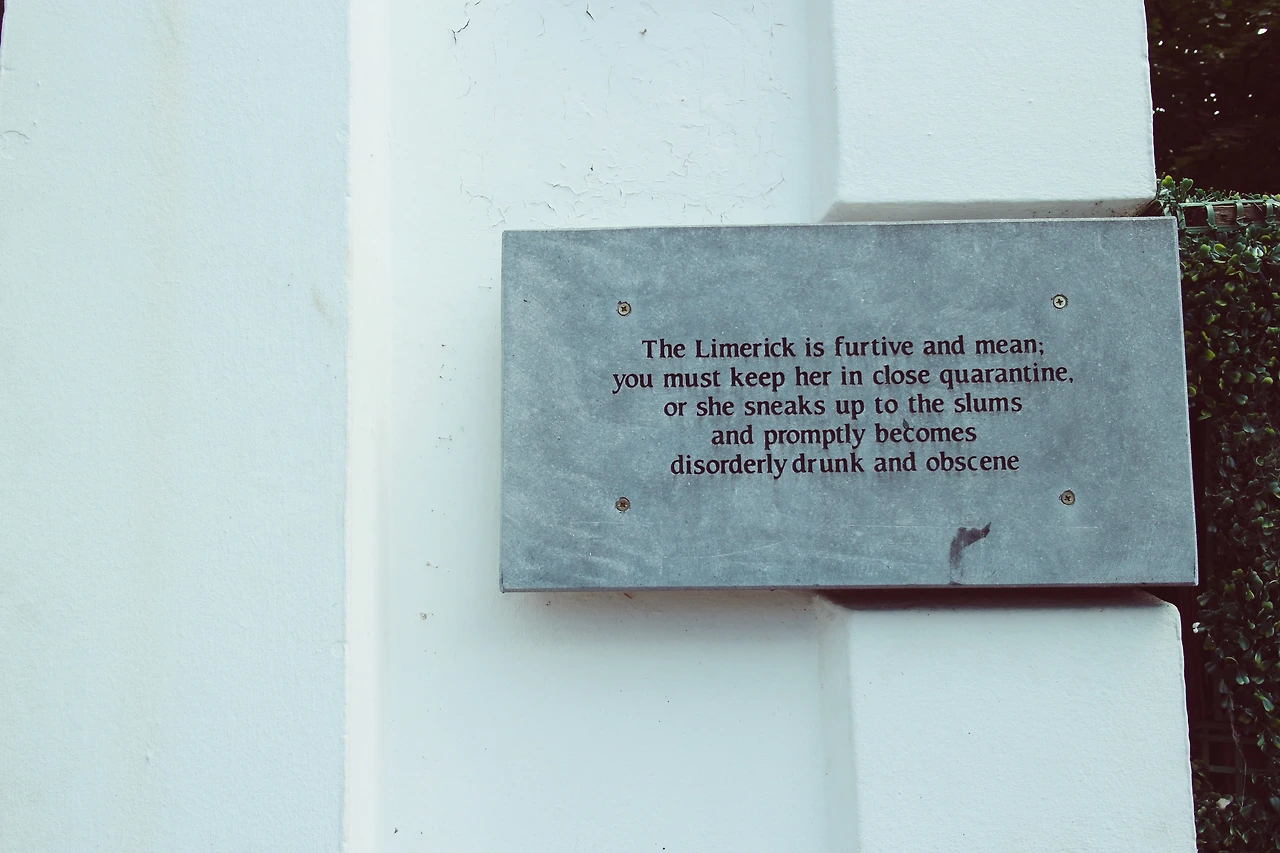 The Limerick is furtive and mean;
you must keep her in close quarantine,
or she sneaks up to the slums
and promptly becomes
disorderly drunk and obscene